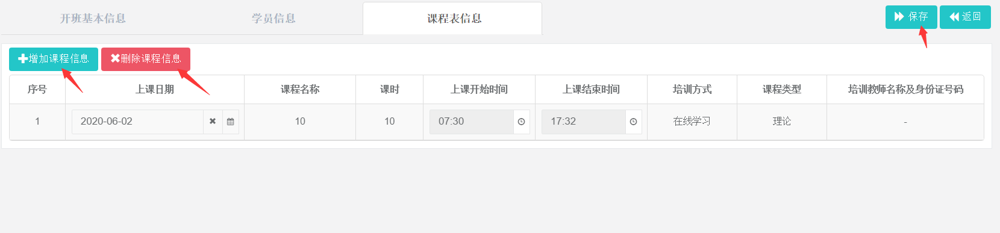 开班基本信息 学员信息 课程表信息 保存 返回
增加课程信息 删除课程信息
序号 上课日期 课程名称 课时 上课开始时间 上课结束时间 培训方式 课程类型 培训教师名称及身份证号码
1 2020-06-02 10 10 07:30 17:32 在线学习 理论 -